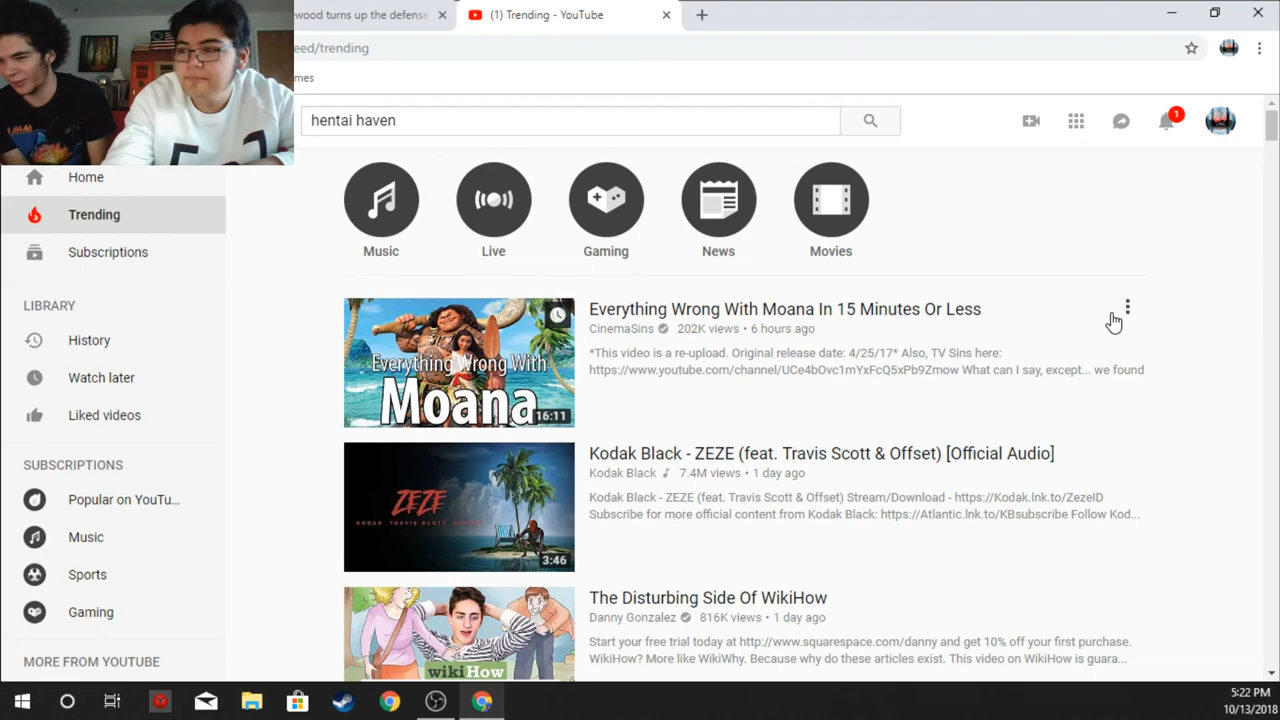 wood turns up the defense
(1) Trending - YouTube
eed/trending
mes
hentai haven
1
Home
Trending
Subscriptions
LIBRARY
History
Watch later
Liked videos
SUBSCRIPTIONS
Popular on YouTu...
Music
Sports
Gaming
MORE FROM YOUTUBE
Music
Live
Gaming
News
Movies
Everything Wrong With
Moana
16:11
Everything Wrong With Moana In 15 Minutes Or Less
CinemaSins 202K views • 6 hours ago
*This video is a re-upload. Original release date: 4/25/17* Also, TV Sins here:
https://www.youtube.com/channel/UCe4bOvc1mYxFcQ5xPb9Zmow What can I say, except... we found
ZEZE
KODAK TRAVIS SCOTT OFFSET
3:46
Kodak Black - ZEZE (feat. Travis Scott & Offset) [Official Audio]
Kodak Black 7.4M views • 1 day ago
Kodak Black - ZEZE (feat. Travis Scott & Offset) Stream/Download - https://Kodak.lnk.to/ZezeID
Subscribe for more official content from Kodak Black: https://Atlantic.lnk.to/KBsubscribe Follow Kod...
wikiHow
The Disturbing Side Of WikiHow
Danny Gonzalez 816K views • 1 day ago
Start your free trial today at http://www.squarespace.com/danny and get 10% off your first purchase.
WikiHow? More like WikiWhy. Because why do these articles exist. This video on WikiHow is guara...
5:22 PM
10/13/2018